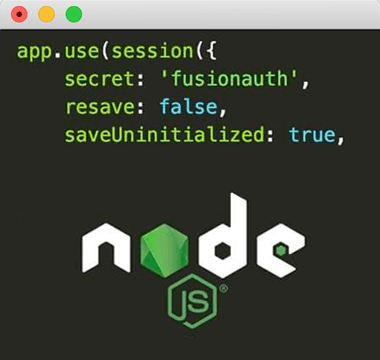 app.use(session({
secret: 'fusionauth',
resave: false,
saveUninitialized: true,
node
JS®